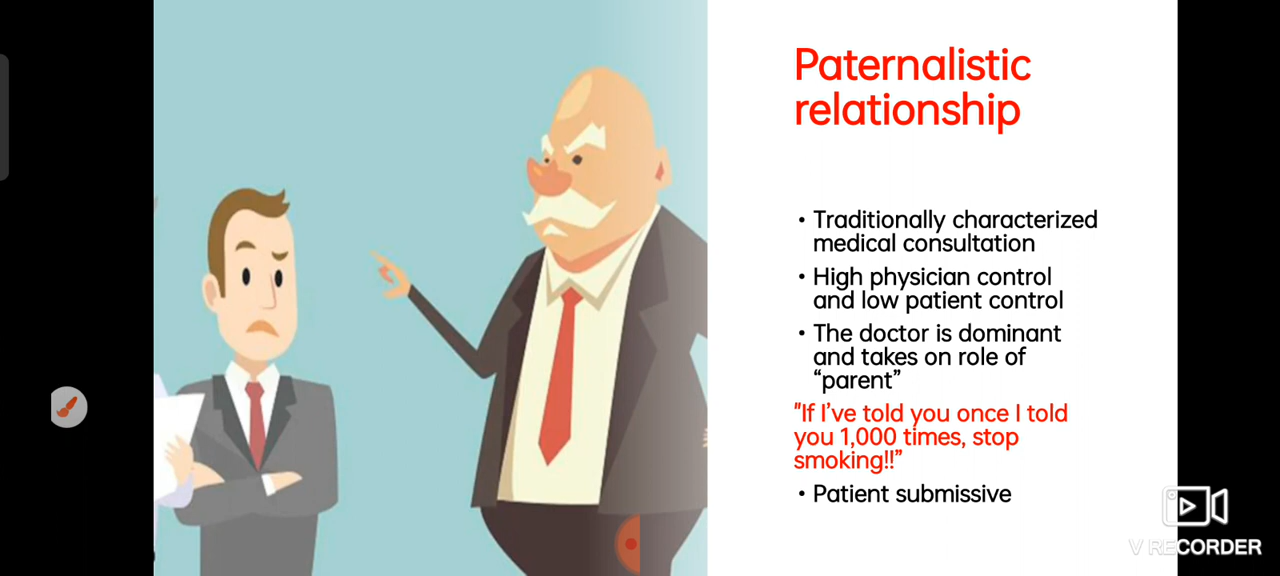 Paternalistic
relationship
• Traditionally characterized
medical consultation
• High physician control
and low patient control
• The doctor is dominant
and takes on role of
“parent”
"If I’ve told you once I told
you 1,000 times, stop
smoking!!”
• Patient submissive
V RECORDER